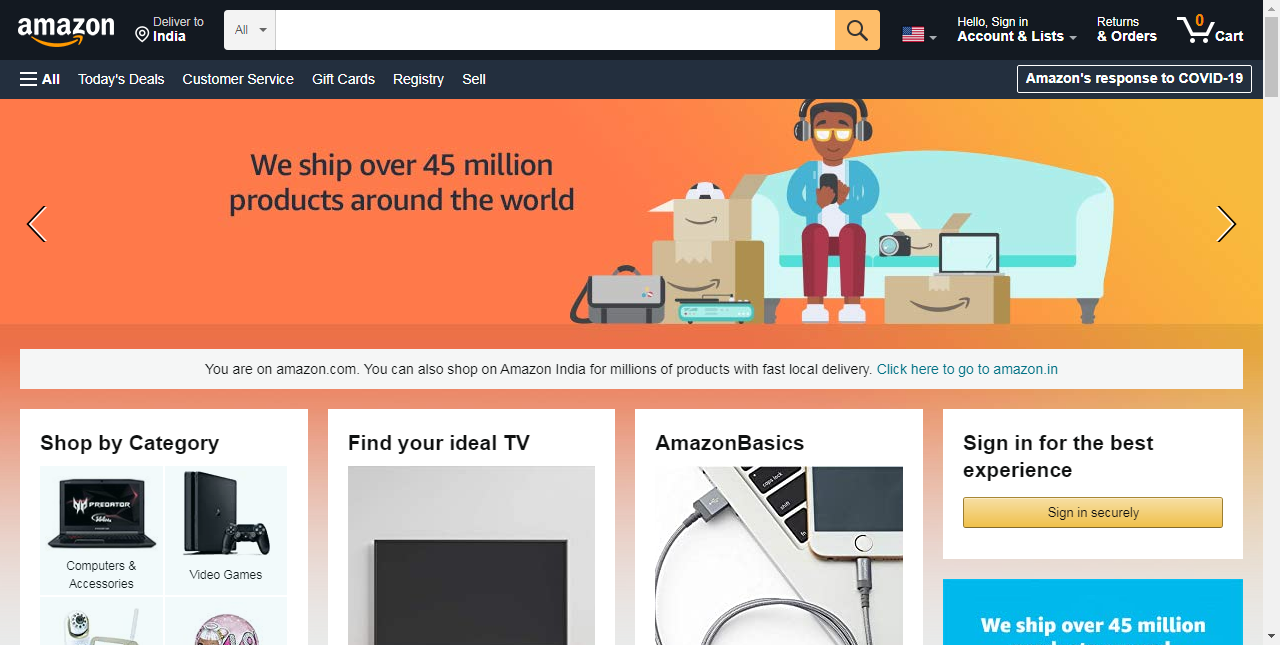 amazon
Deliver to
India
All
Hello, Sign in
Account & Lists
Returns
& Orders
0
Cart
All
Today's Deals
Customer Service
Gift Cards
Registry
Sell
Amazon's response to COVID-19
We ship over 45 million
products around the world
You are on amazon.com. You can also shop on Amazon India for millions of products with fast local delivery. Click here to go to amazon.in
Shop by Category
Find your ideal TV
AmazonBasics
Sign in for the best
experience
Sign in securely
PREDATOR
caps lock
shift
fn
Computers &
Accessories
Video Games
We ship over 45 million